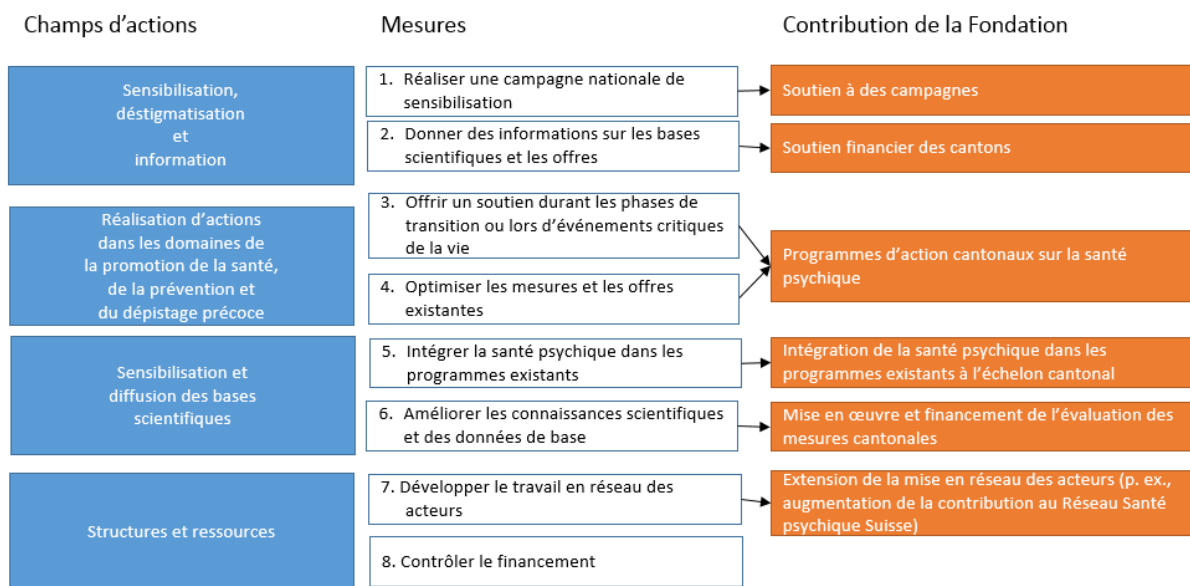 Champs d'actions
Mesures
Contribution de la Fondation
Sensibilisation,
déstigmatisation
et
information
1. Réaliser une campagne nationale de
sensibilisation
Soutien à des campagnes
2. Donner des informations sur les bases
scientifiques et les offres
Soutien financier des cantons
Réalisation d'actions
dans les domaines de
la promotion de la santé,
de la prévention et
du dépistage précoce
3. Offrir un soutien durant les phases de
transition ou lors d'événements critiques
de la vie
4. Optimiser les mesures et les offres
existantes
Programmes d'action cantonaux sur la santé
psychique
Sensibilisation et
diffusion des bases
scientifiques
5. Intégrer la santé psychique dans les
programmes existants
Intégration de la santé psychique dans les
programmes existants à l'échelon cantonal
6. Améliorer les connaissances scientifiques
et des données de base
Mise en œuvre et financement de l'évaluation des
mesures cantonales
Structures et ressources
7. Développer le travail en réseau des
acteurs
Extension de la mise en réseau des acteurs (p. ex.,
augmentation de la contribution au Réseau Santé
psychique Suisse)
8. Contrôler le financement